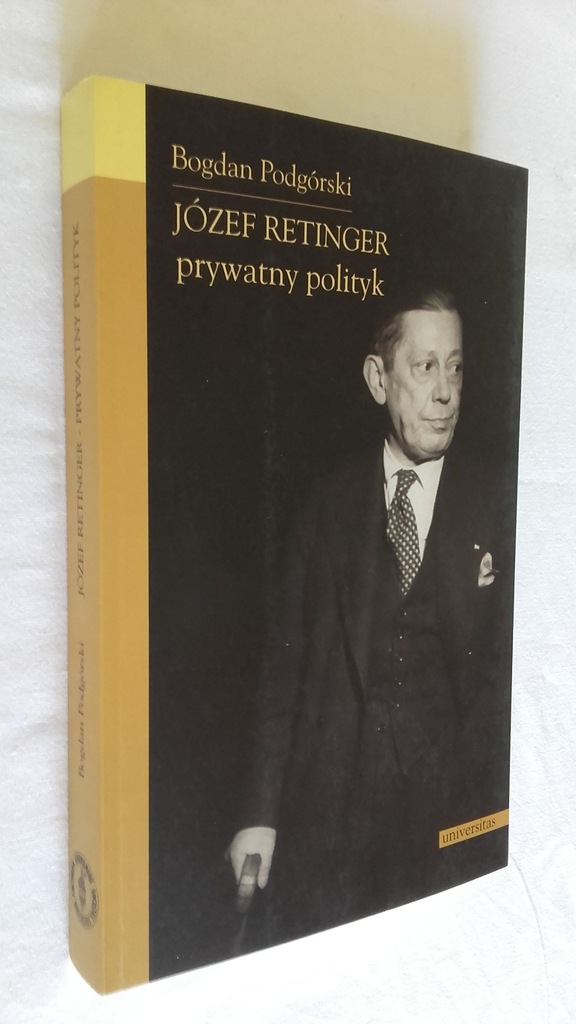 Bogdan Podgórski
JÓZEF RETINGER
prywatny polityk
universitas
Bogdan Podgórski JÓZEF RETINGER - PRYWATNY POLITYK